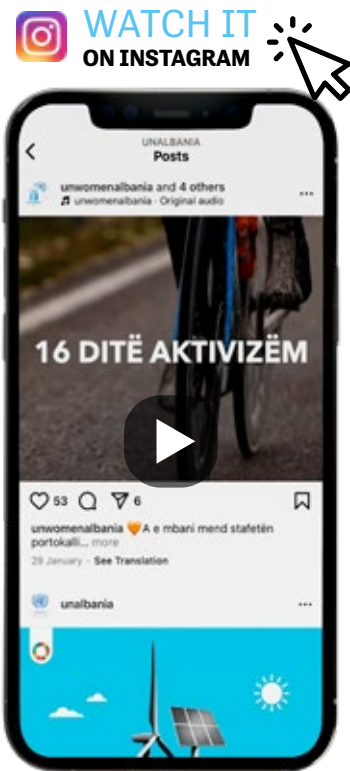 WATCH IT
ON INSTAGRAM
UNALBANIA
Posts
unwomenalbania and 4 others
unwomenalbania · Original audio
16 DITË AKTIVIZËM
53 6
unwomenalbania 🧡A e mbani mend stafetën
portokalli... more
29 January · See Translation
unalbania